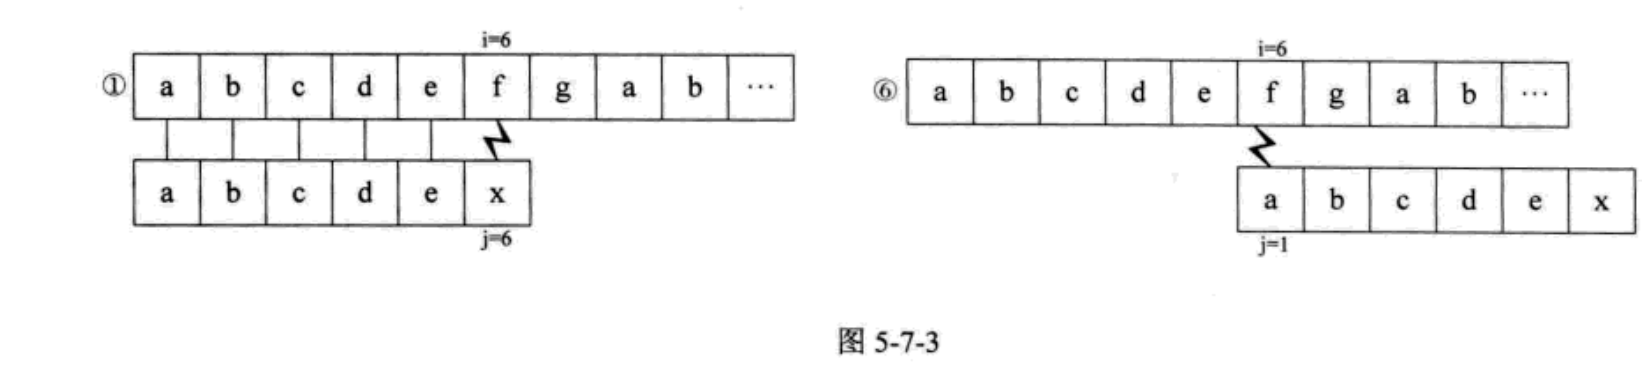 i=6
① a b c d e f g a b …
a b c d e x
j=6
i=6
⑥ a b c d e f g a b …
a b c d e x
j=1
图 5-7-3